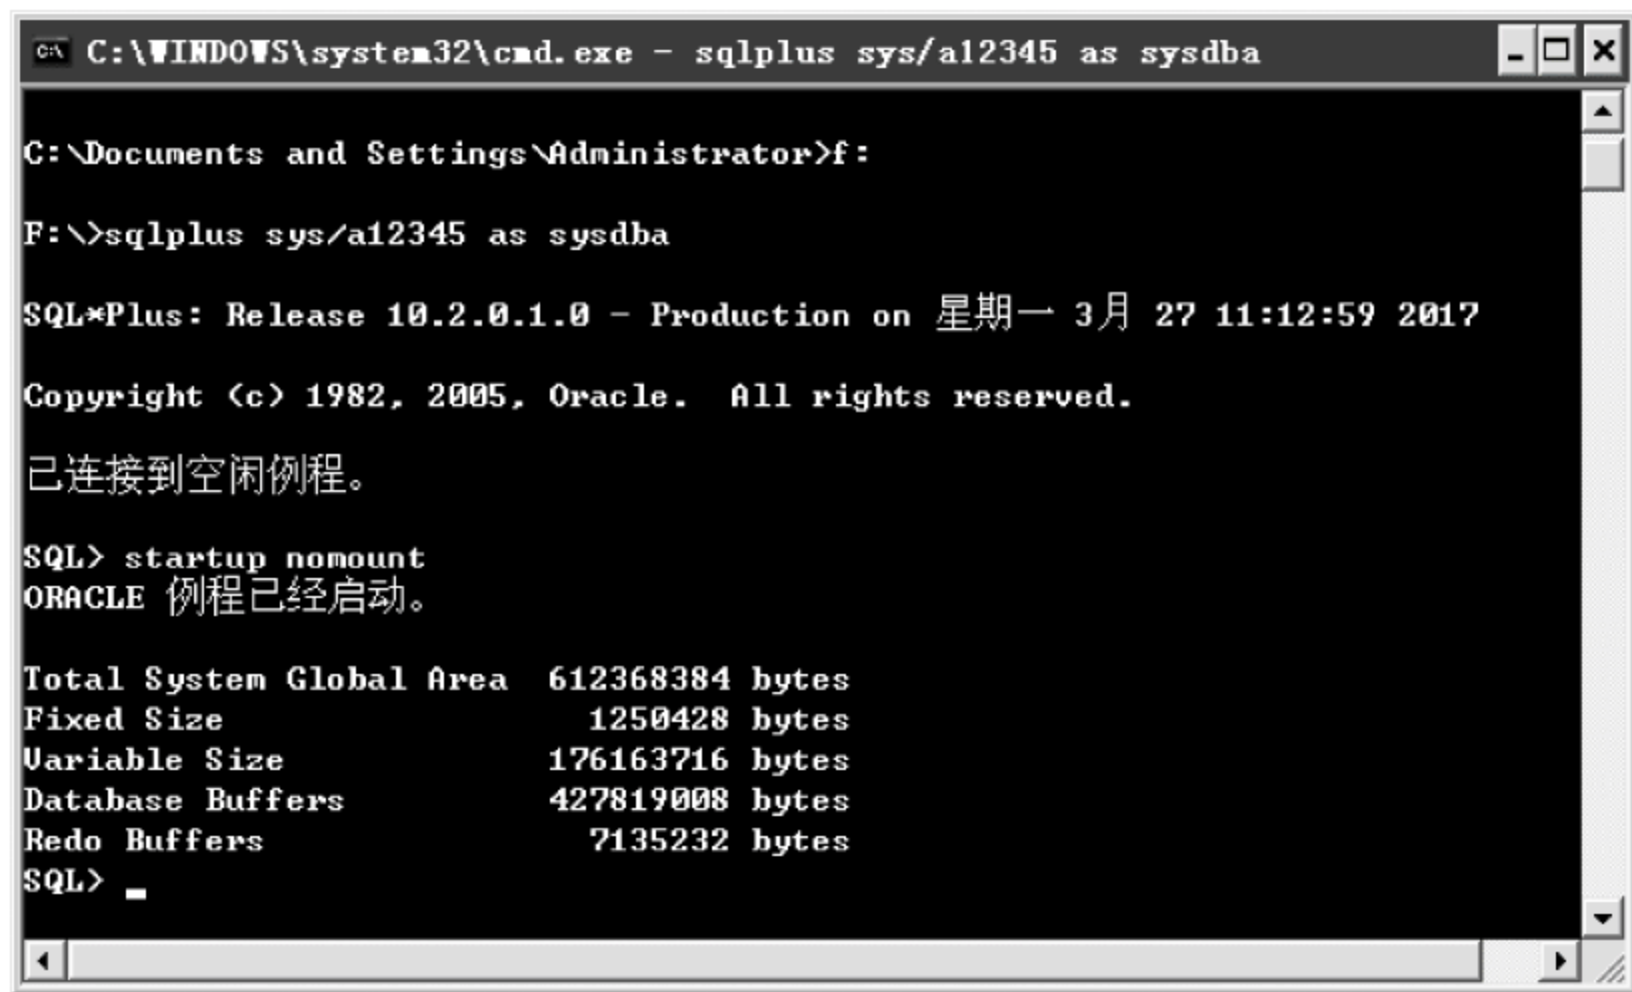 C:\WINDOWS\system32\cmd.exe - sqlplus sys/a12345 as sysdba
C:\Documents and Settings\Administrator>f:
F:\>sqlplus sys/a12345 as sysdba
SQL*Plus: Release 10.2.0.1.0 - Production on 星期一 3月 27 11:12:59 2017
Copyright (c) 1982, 2005, Oracle.  All rights reserved.
已连接到空闲例程。
SQL> startup nomount
ORACLE 例程已经启动。
Total System Global Area  612368384 bytes
Fixed Size                  1250428 bytes
Variable Size             176163716 bytes
Database Buffers          427819008 bytes
Redo Buffers                7135232 bytes
SQL>